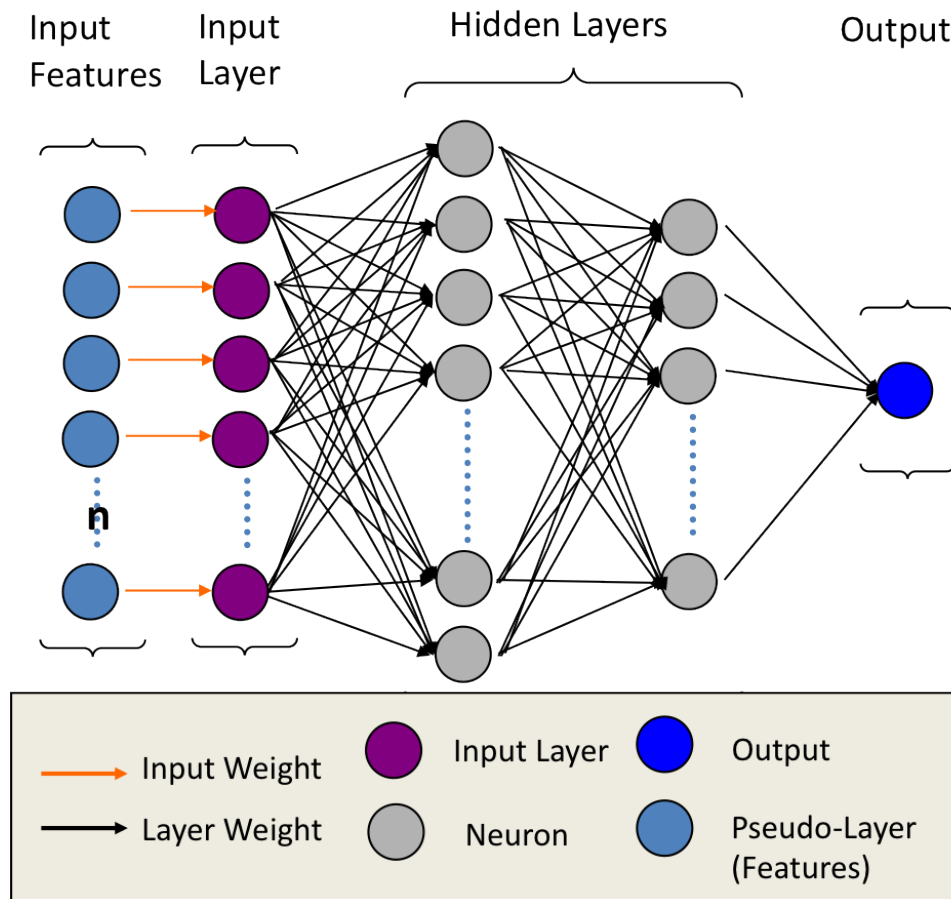 Input
Features
Input
Layer
Hidden Layers
Output
n
Input Weight
Layer Weight
Input Layer
Neuron
Output
Pseudo-Layer
(Features)